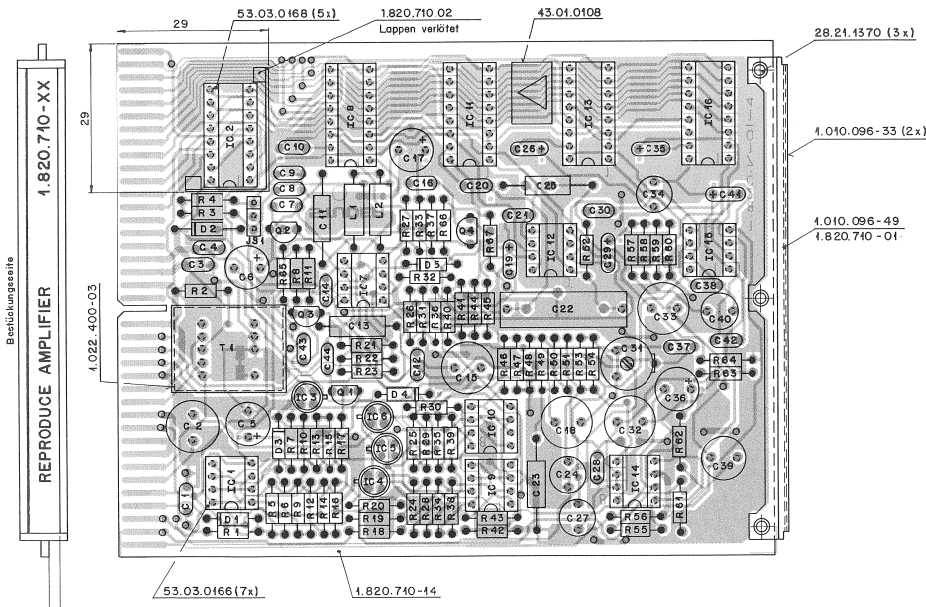 53.03.0168 (5x)
1.820.710.02
Lappen verlötet
43.01.0108
28.21.1370 (3x)
29
29
1.010.096-33 (2x)
1.010.096-49
1.820.710-01
Bestückungsseite
REPRODUCE AMPLIFIER 1.820.710-XX
1.022.400-03
IC 2
IC 8
IC 11
IC 13
IC 16
C 10
C 17
C 26
C 35
C 9
C 8
C 7
C 11
L 1
L 2
C 16
C 20
C 25
C 34
C 41
R 4
R 3
D 2
JS1
Q 2
C 4
C 3
C 6
R 2
R 65
R 8
R 11
C 14
IC 7
R 27
R 33
R 37
R 66
Q 4
R 67
D 3
R 32
C 21
C 19
IC 12
R 52
C 30
C 29
R 57
R 58
R 59
R 60
IC 15
C 38
T 1
Q 3
C 13
C 43
C 44
R 21
R 22
R 23
R 26
R 31
R 36
R 40
R 41
R 44
R 45
C 22
C 33
C 40
C 42
C 12
C 15
R 46
R 47
R 48
R 49
R 50
R 51
R 53
R 54
C 31
C 37
R 64
R 63
C 36
IC 3
Q 1
D 4
R 30
C 2
C 5
D 3
R 7
R 10
R 13
R 15
R 17
IC 6
IC 5
IC 4
R 25
R 29
R 35
R 39
IC 10
C 18
C 32
R 62
C 39
C 1
IC 1
D 1
R 1
R 5
R 6
R 9
R 12
R 14
R 16
R 20
R 19
R 18
R 24
R 28
R 34
R 38
IC 9
R 43
R 42
C 23
C 24
C 28
C 27
IC 14
R 56
R 55
R 61
53.03.0166 (7x)
1.820.710-14